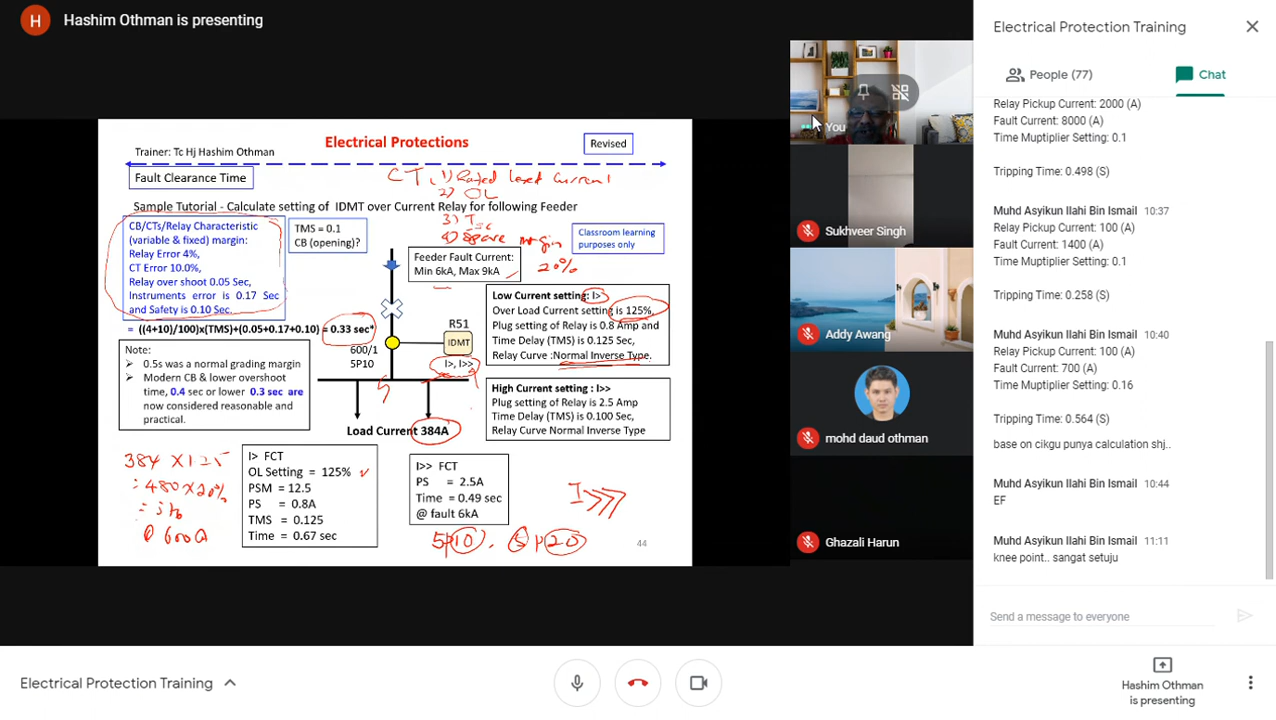 H
Hashim Othman is presenting
Electrical Protection Training
People (77)
Chat
Relay Pickup Current: 2000 (A)
Fault Current: 8000 (A)
Time Muptiplier Setting: 0.1
Tripping Time: 0.498 (S)
Muhd Asyikun Ilahi Bin Ismail 10:37
Relay Pickup Current: 100 (A)
Fault Current: 1400 (A)
Time Muptiplier Setting: 0.1
Tripping Time: 0.258 (S)
Muhd Asyikun Ilahi Bin Ismail 10:40
Relay Pickup Current: 100 (A)
Fault Current: 700 (A)
Time Muptiplier Setting: 0.16
Tripping Time: 0.564 (S)
base on cikgu punya calculation shj..
Muhd Asyikun Ilahi Bin Ismail 10:44
EF
Muhd Asyikun Ilahi Bin Ismail 11:11
knee point.. sangat setuju
Send a message to everyone
You
Sukhveer Singh
Addy Awang
mohd daud othman
Ghazali Harun
Trainer: Tc Hj Hashim Othman
Electrical Protections
Revised
Fault Clearance Time
CT, 1) Rated load current
2) OL
Sample Tutorial - Calculate setting of IDMT over Current Relay for following Feeder
3) Isc
4) Spare margin
20%
CB/CTs/Relay Characteristic
(variable & fixed) margin:
Relay Error 4%,
CT Error 10.0%,
Relay over shoot 0.05 Sec,
Instruments error is 0.17 Sec
and Safety is 0.10 Sec.
= ((4+10)/100)x(TMS)+(0.05+0.17+0.10) = 0.33 sec*
TMS = 0.1
CB (opening)?
Classroom learning
purposes only
Feeder Fault Current:
Min 6kA, Max 9kA
Low Current setting: I>
Over Load Current setting is 125%,
Plug setting of Relay is 0.8 Amp and
Time Delay (TMS) is 0.125 Sec,
Relay Curve :Normal Inverse Type.
R51
IDMT
600/1
5P10
I>, I>>
Note:
0.5s was a normal grading margin
Modern CB & lower overshoot
time, 0.4 sec or lower 0.3 sec are
now considered reasonable and
practical.
High Current setting : I>>
Plug setting of Relay is 2.5 Amp
Time Delay (TMS) is 0.100 Sec,
Relay Curve Normal Inverse Type
Load Current 384A
384 x 125
= 480 x 20%
= 576
@ 600A
I> FCT
OL Setting = 125%
PSM = 12.5
PS = 0.8A
TMS = 0.125
Time = 0.67 sec
I>> FCT
PS = 2.5A
Time = 0.49 sec
@ fault 6kA
I>>>
5p10, 5p20
44
Electrical Protection Training
Hashim Othman
is presenting